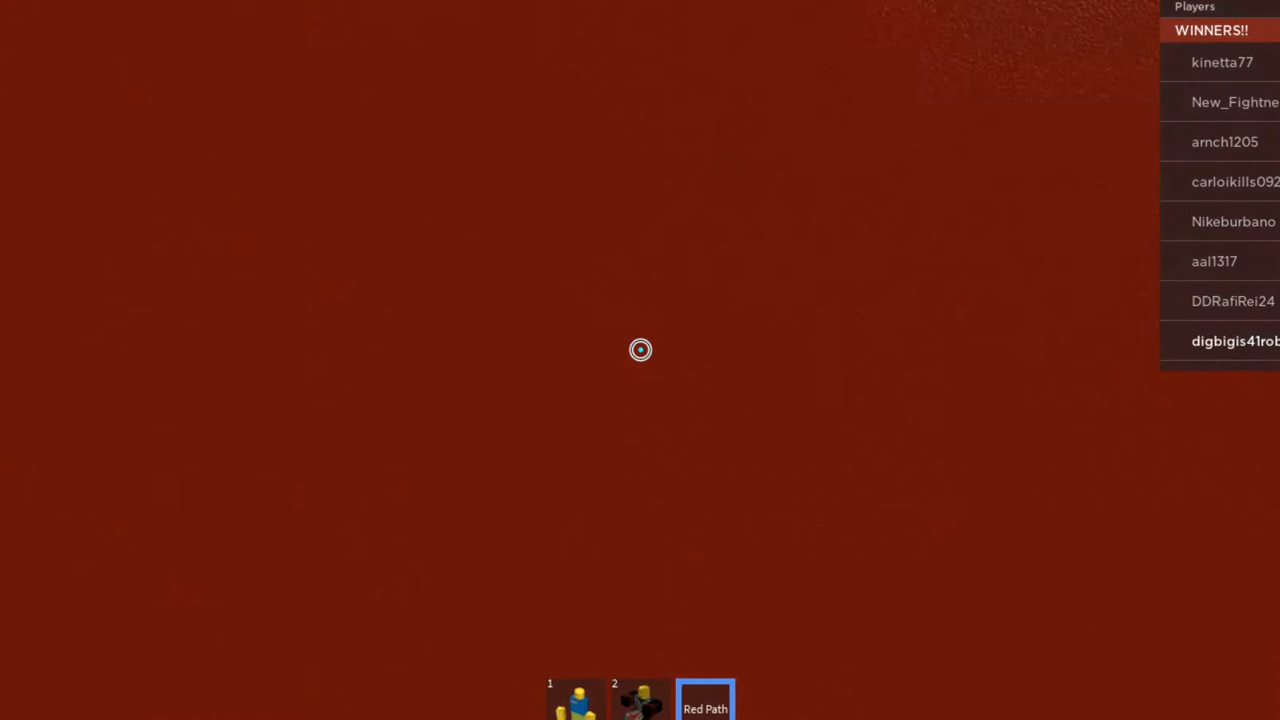 Players
WINNERS!!
kinetta77
New_Fightne
arnch1205
carloikills092
Nikeburbano
aal1317
DDRafiRei24
digbigis41rob
1
2
Red Path